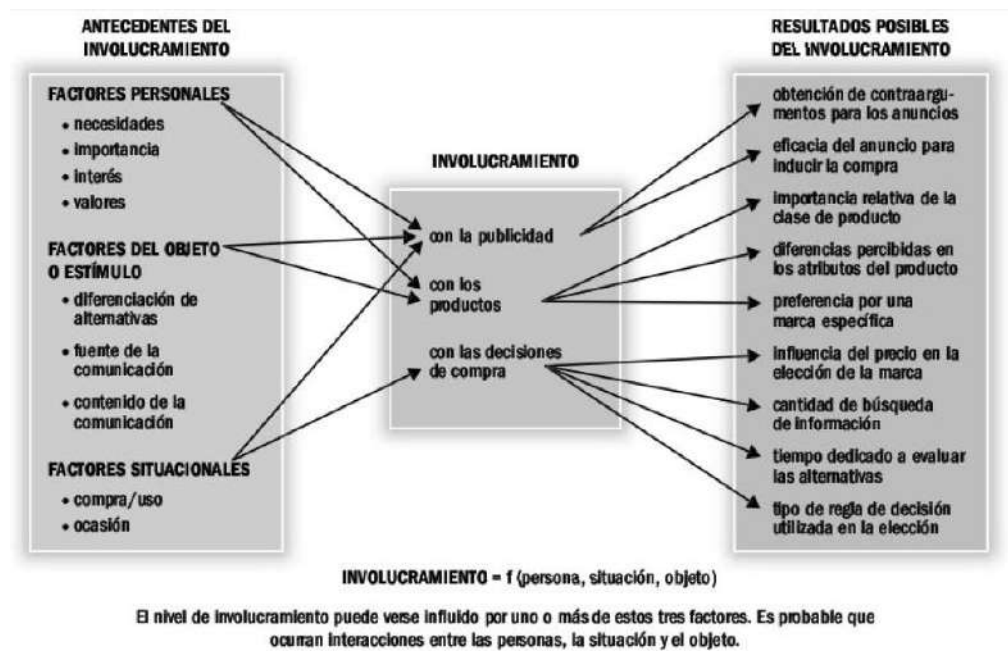 ANTECEDENTES DEL
INVOLUCRAMIENTO
FACTORES PERSONALES
• necesidades
• importancia
• interés
• valores
FACTORES DEL OBJETO
O ESTÍMULO
• diferenciación de
alternativas
• fuente de la
comunicación
• contenido de la
comunicación
FACTORES SITUACIONALES
• compra/uso
• ocasión
INVOLUCRAMIENTO
con la publicidad
con los
productos
con las decisiones
de compra
RESULTADOS POSIBLES
DEL INVOLUCRAMIENTO
obtención de contraargu-
mentos para los anuncios
eficacia del anuncio para
inducir la compra
importancia relativa de la
clase de producto
diferencias percibidas en
los atributos del producto
preferencia por una
marca específica
influencia del precio en la
elección de la marca
cantidad de búsqueda
de información
tiempo dedicado a evaluar
las alternativas
tipo de regla de decisión
utilizada en la elección
INVOLUCRAMIENTO = f (persona, situación, objeto)
El nivel de involucramiento puede verse influido por uno o más de estos tres factores. Es probable que
ocurran interacciones entre las personas, la situación y el objeto.